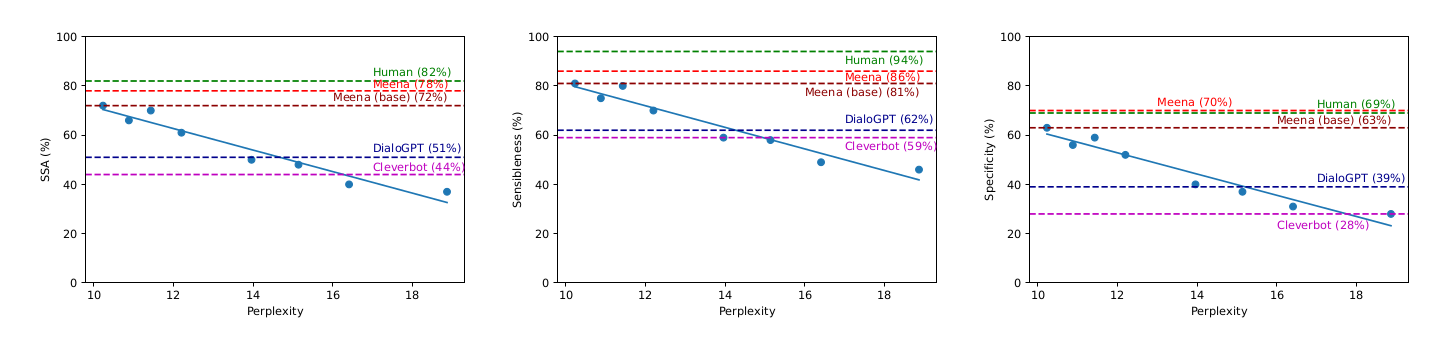 100
80
60
40
20
0
SSA (%)
Human (82%)
Meena (78%)
Meena (base) (72%)
DialoGPT (51%)
Cleverbot (44%)
10 12 14 16 18
Perplexity
100
80
60
40
20
0
Sensibleness (%)
Human (94%)
Meena (86%)
Meena (base) (81%)
DialoGPT (62%)
Cleverbot (59%)
10 12 14 16 18
Perplexity
100
80
60
40
20
0
Specificity (%)
Meena (70%)
Human (69%)
Meena (base) (63%)
DialoGPT (39%)
Cleverbot (28%)
10 12 14 16 18
Perplexity